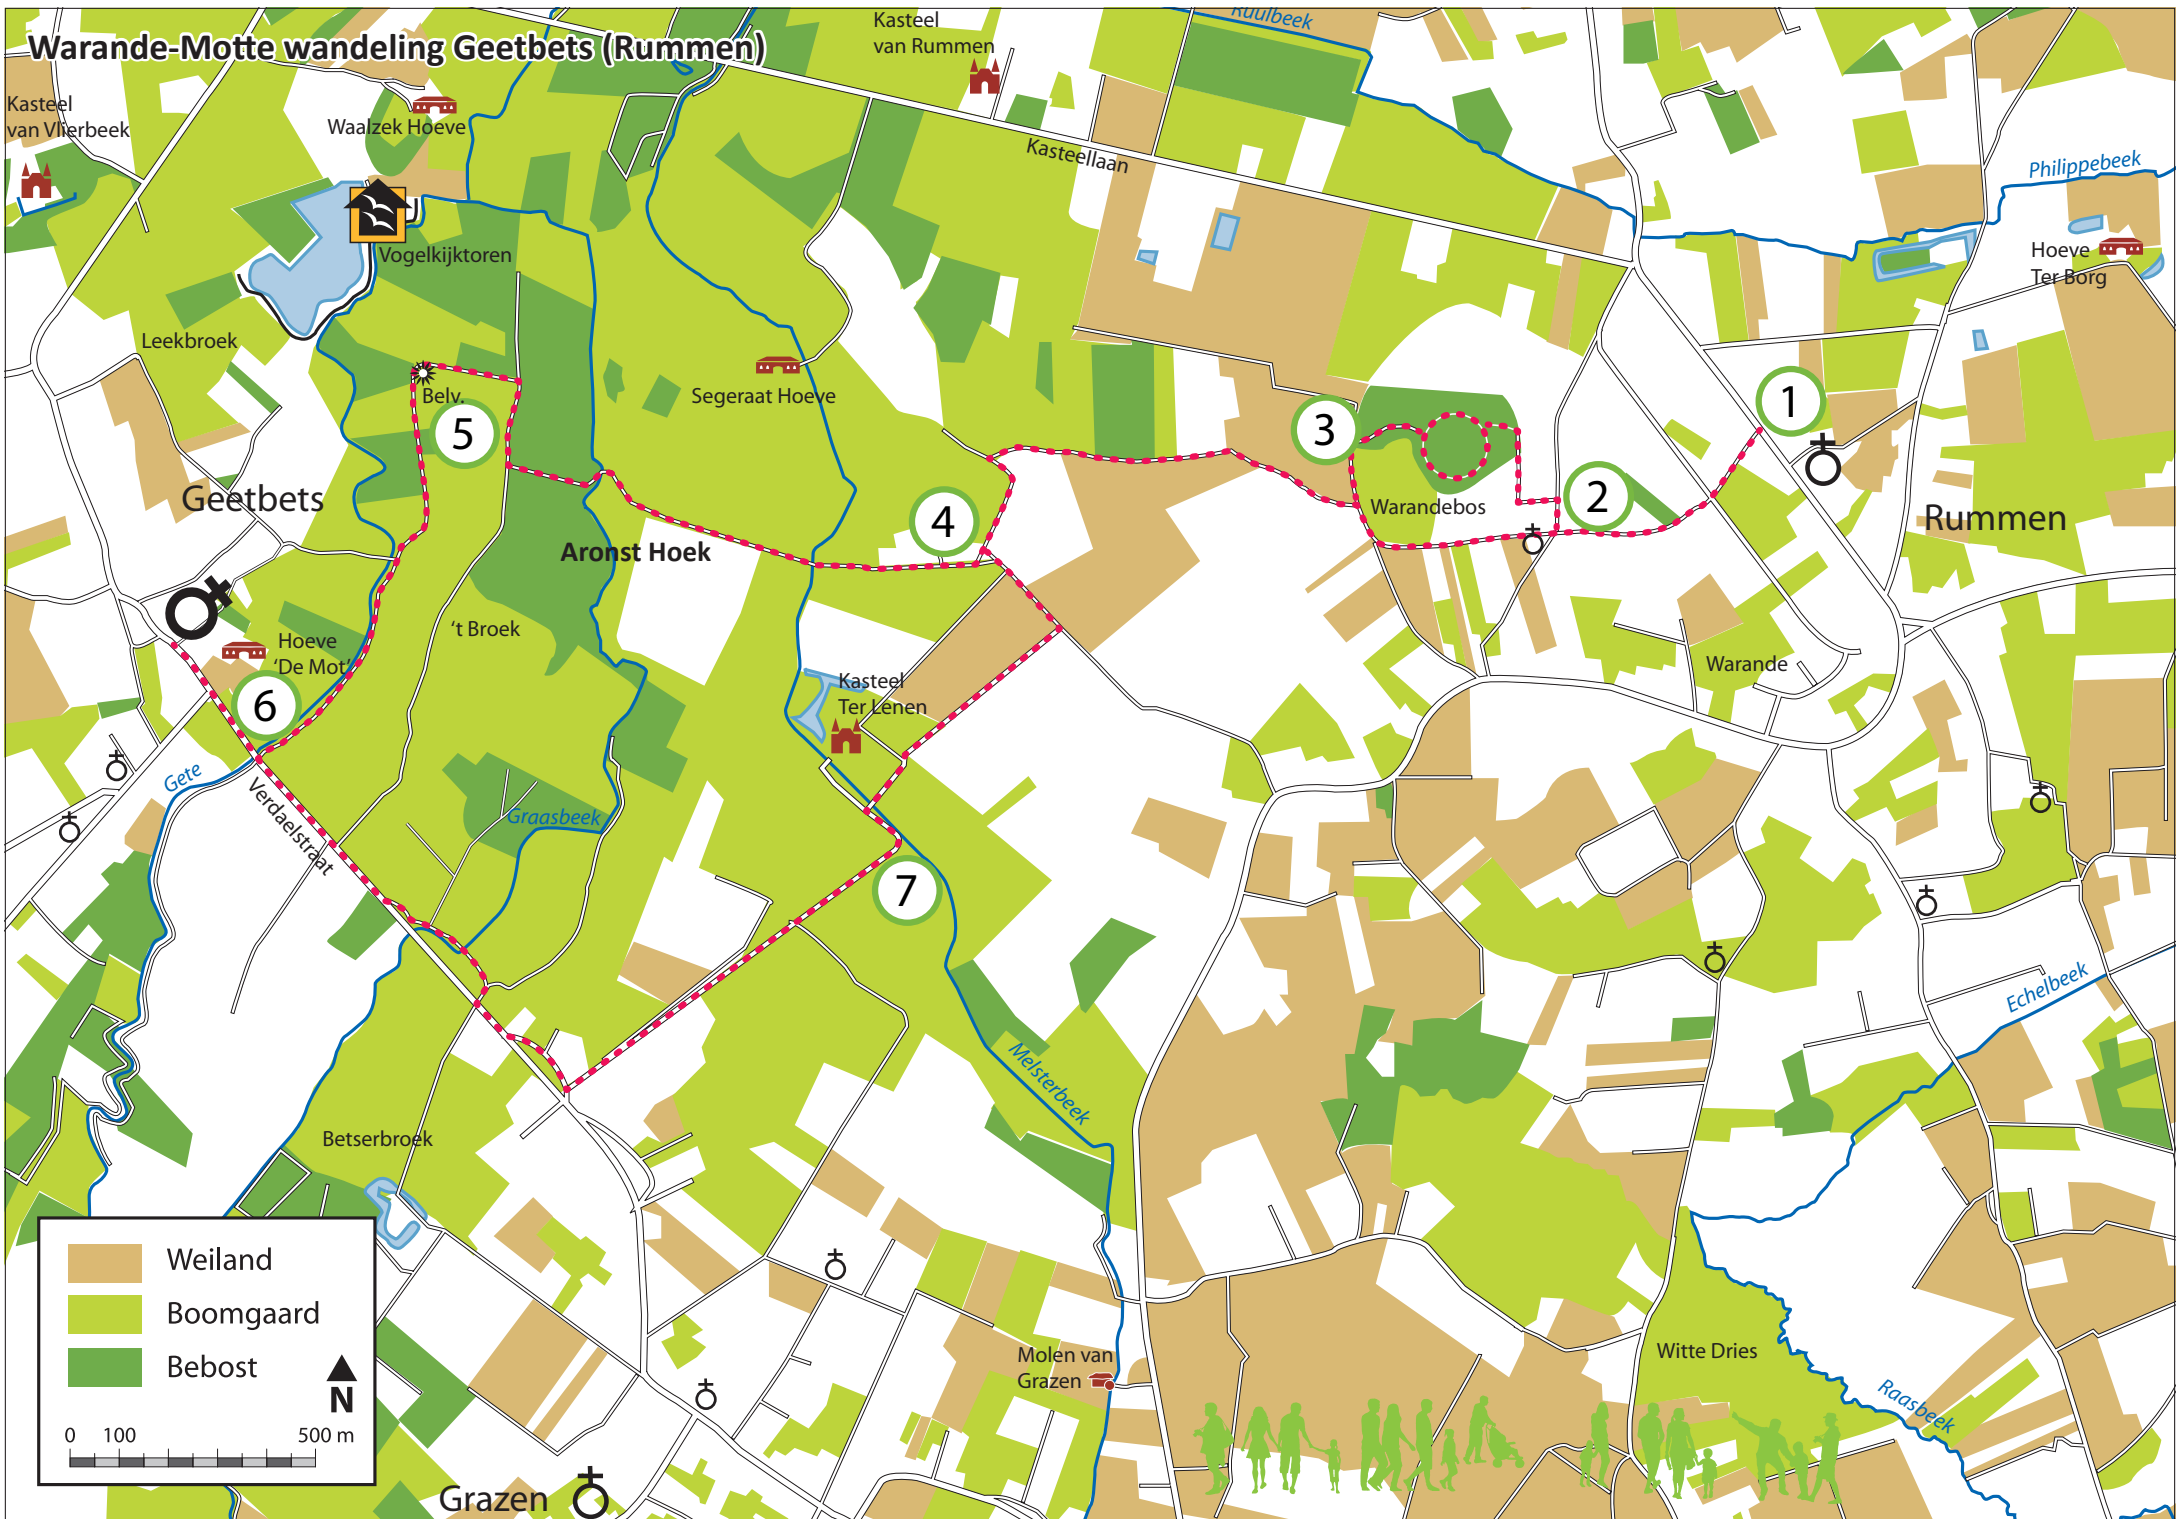 Warande-Motte wandeling Geetbets (Rummen)
Kasteel
van Rummen
Ruulbeek
Kasteel
van Vlierbeek
Waalzek Hoeve
Kasteellaan
Philippebeek
Vogelkijktoren
Hoeve
Ter Borg
Leekbroek
Segeraat Hoeve
Belv.
1
3
5
2
4
Geetbets
Warandebos
Rummen
Aronst Hoek
't Broek
Hoeve
'De Mot'
Warande
Kasteel
Ter Lenen
6
Gete
Verdaelstraat
Graasbeek
7
Echelbeek
Melsterbeek
Betserbroek
Weiland
Boomgaard
Bebost
N
0 100 500 m
Molen van
Grazen
Witte Dries
Raasbeek
Grazen